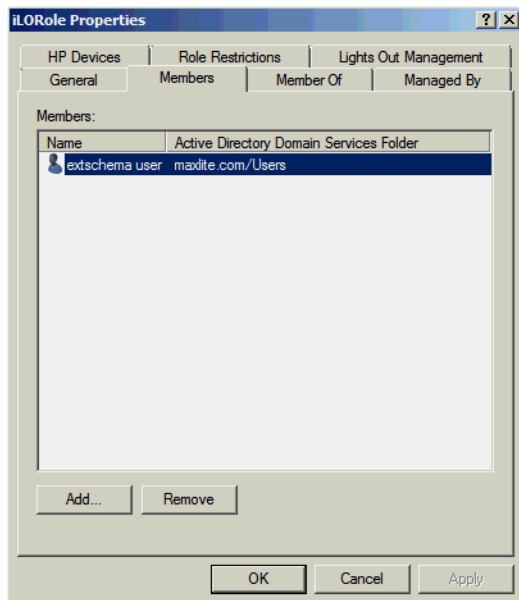 iLORole Properties
HP Devices Role Restrictions Lights Out Management
General Members Member Of Managed By
Members:
Name Active Directory Domain Services Folder
extschema user maxlite.com/Users
Add... Remove
OK Cancel Apply